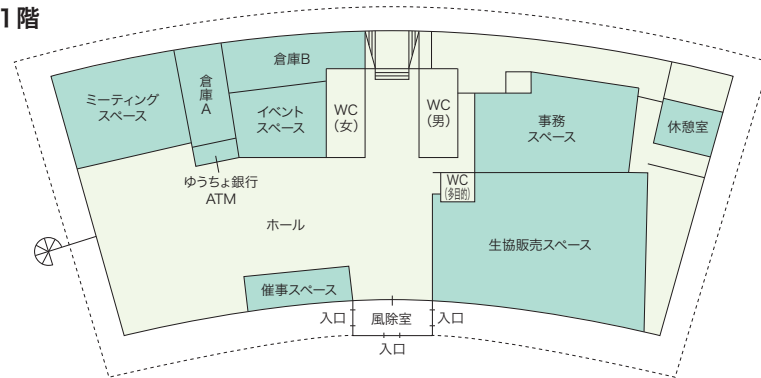 1階
倉庫B
倉庫A
ミーティング
スペース
イベント
スペース
WC
(女)
WC
(男)
事務
スペース
休憩室
ゆうちょ銀行
ATM
WC
(多目的)
ホール
生協販売スペース
催事スペース
入口
風除室
入口
入口